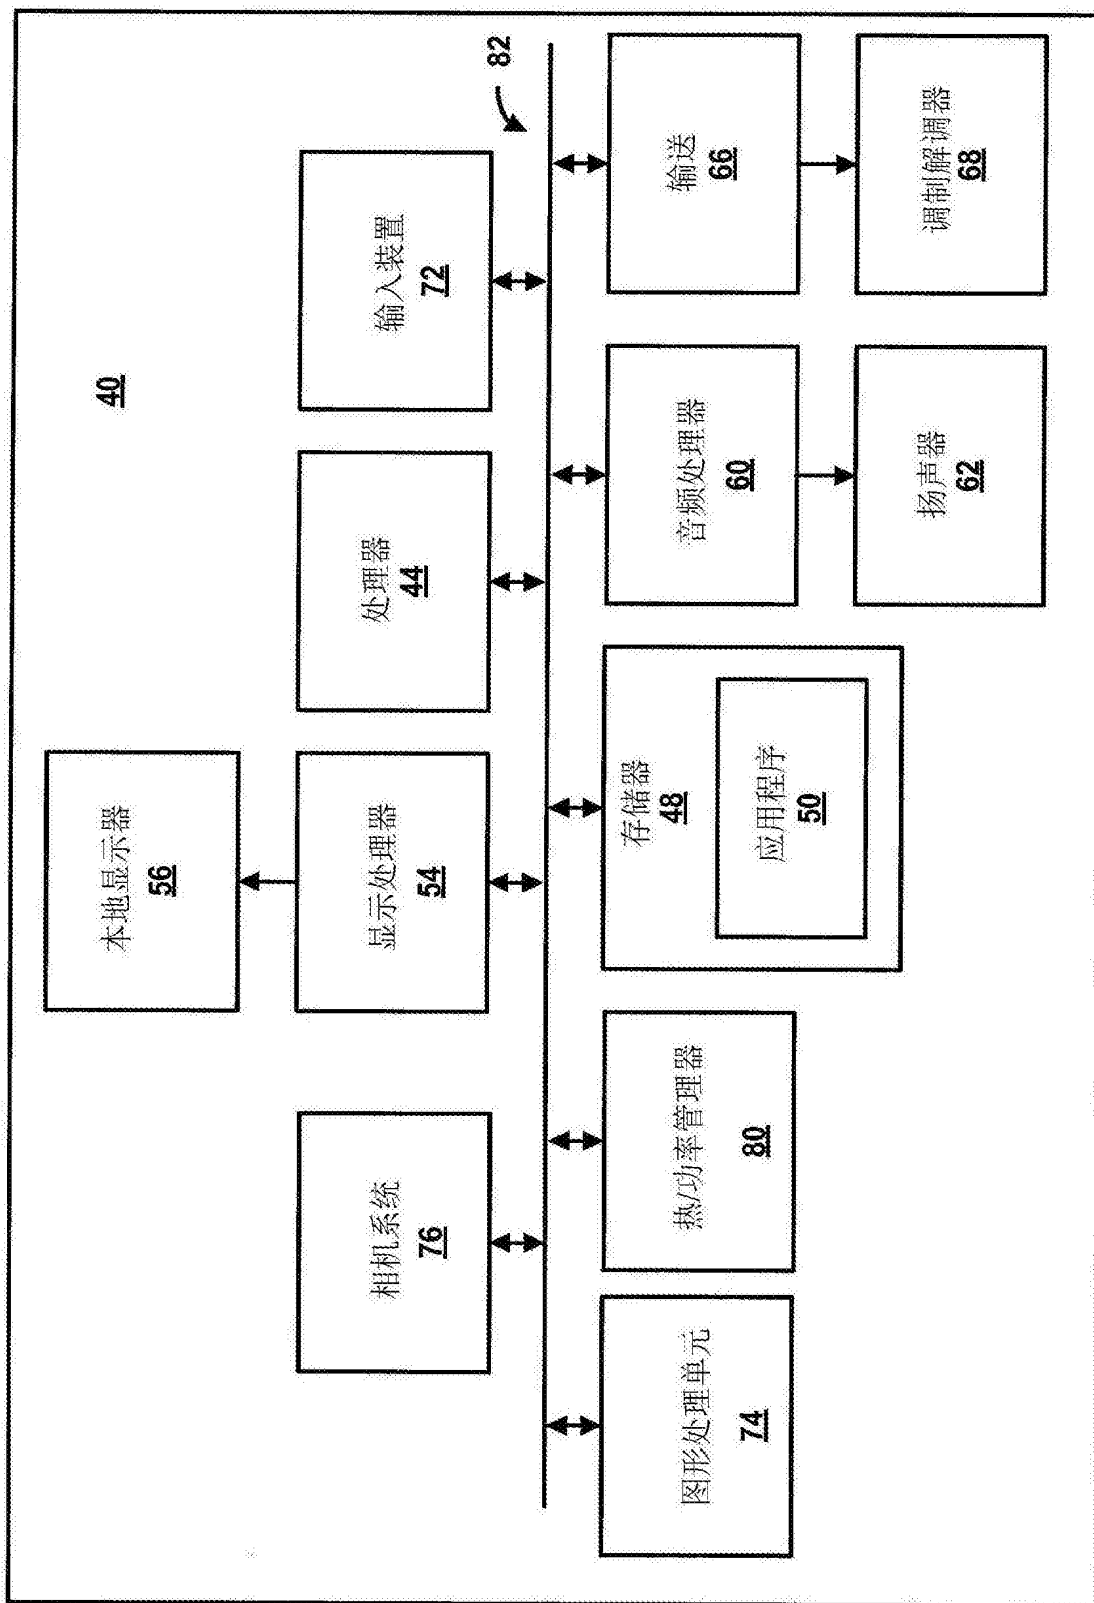 本地显示器
56
40
相机系统
76
显示处理器
54
处理器
44
输入装置
72
82
图形处理单元
74
热/功率管理器
80
存储器
48
应用程序
50
音频处理器
60
输送
66
扬声器
62
调制解调器
68